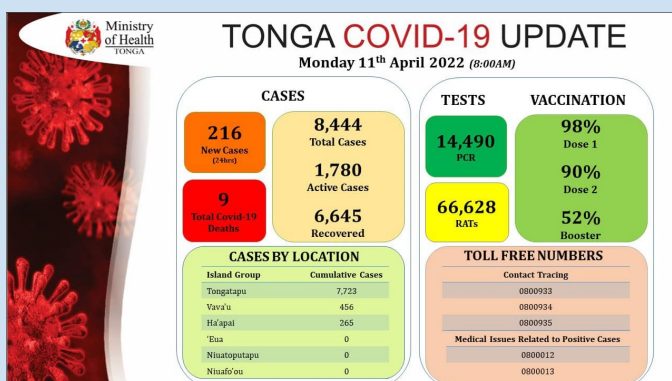 Ministry
of Health
TONGA
TONGA COVID-19 UPDATE
Monday 11th April 2022 (8:00AM)
CASES
216
New Cases
(24hrs)
9
Total Covid-19
Deaths
8,444
Total Cases
1,780
Active Cases
6,645
Recovered
TESTS
14,490
PCR
66,628
RATs
VACCINATION
98%
Dose 1
90%
Dose 2
52%
Booster
CASES BY LOCATION
Island Group Cumulative Cases
Tongatapu 7,723
Vava'u 456
Ha'apai 265
'Eua 0
Niuatoputapu 0
Niuafo'ou 0
TOLL FREE NUMBERS
Contact Tracing
0800933
0800934
0800935
Medical Issues Related to Positive Cases
0800012
0800013